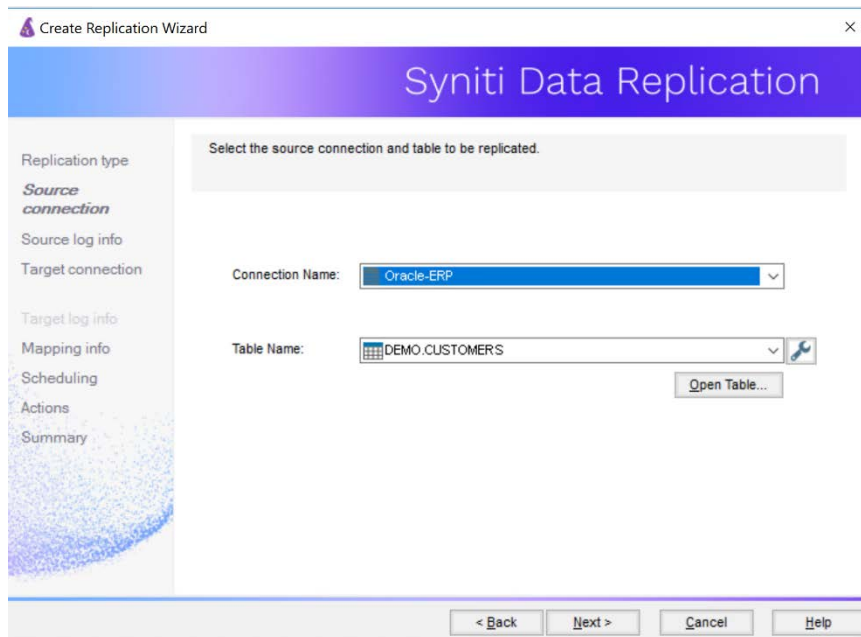 Create Replication Wizard
Syniti Data Replication
Replication type
Source
connection
Source log info
Target connection
Target log info
Mapping info
Scheduling
Actions
Summary
Select the source connection and table to be replicated.
Connection Name: Oracle-ERP
Table Name: DEMO.CUSTOMERS
Open Table...
< Back Next > Cancel Help